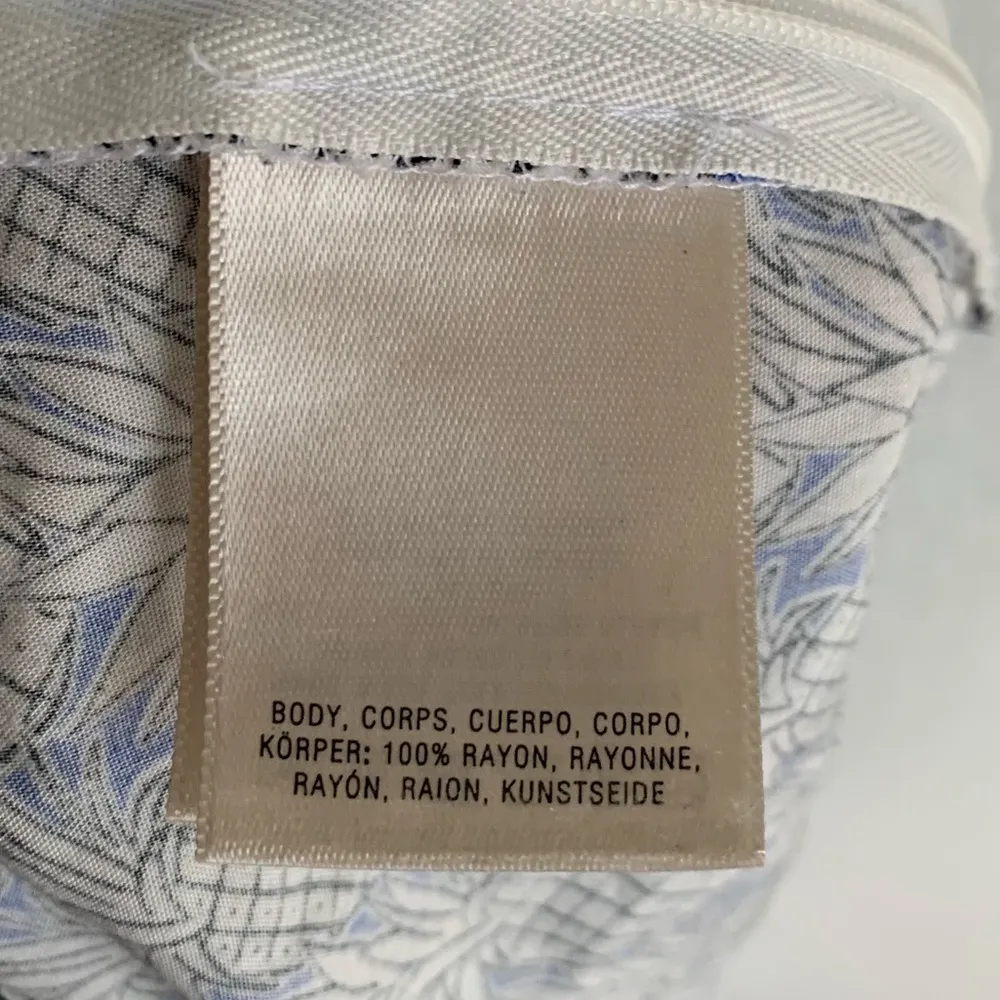 BODY, CORPS, CUERPO, CORPO,
KÖRPER: 100% RAYON, RAYONNE,
RAYÓN, RAION, KUNSTSEIDE